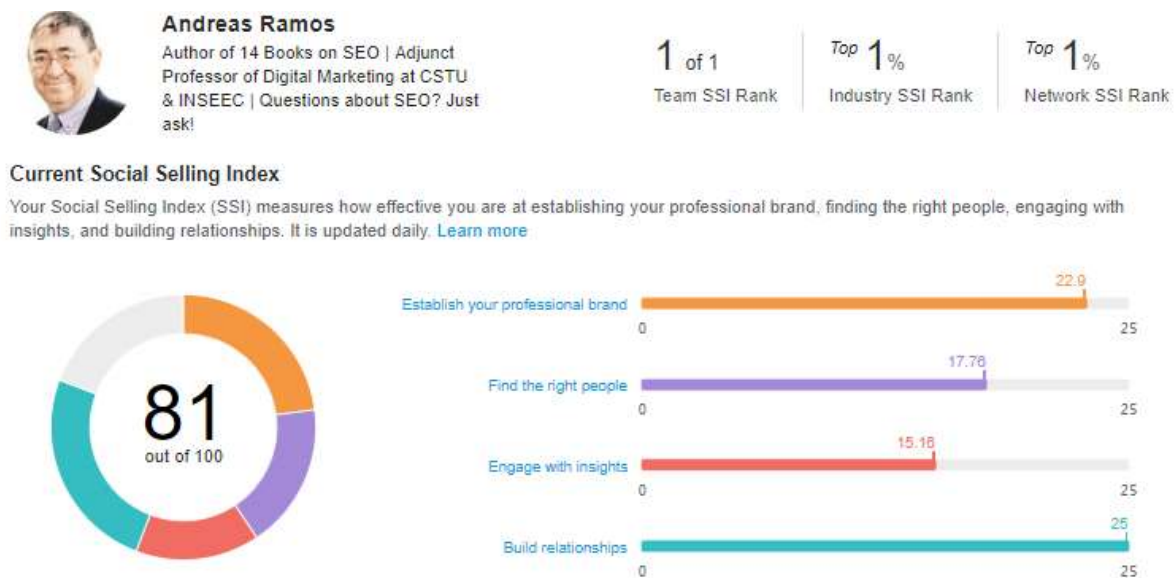 Andreas Ramos
Author of 14 Books on SEO | Adjunct
Professor of Digital Marketing at CSTU
& INSEEC | Questions about SEO? Just
ask!
1 of 1
Team SSI Rank
Top 1%
Industry SSI Rank
Top 1%
Network SSI Rank
Current Social Selling Index
Your Social Selling Index (SSI) measures how effective you are at establishing your professional brand, finding the right people, engaging with
insights, and building relationships. It is updated daily. Learn more
81
out of 100
22.9
Establish your professional brand
0 25
17.76
Find the right people
0 25
15.16
Engage with insights
0 25
25
Build relationships
0 25